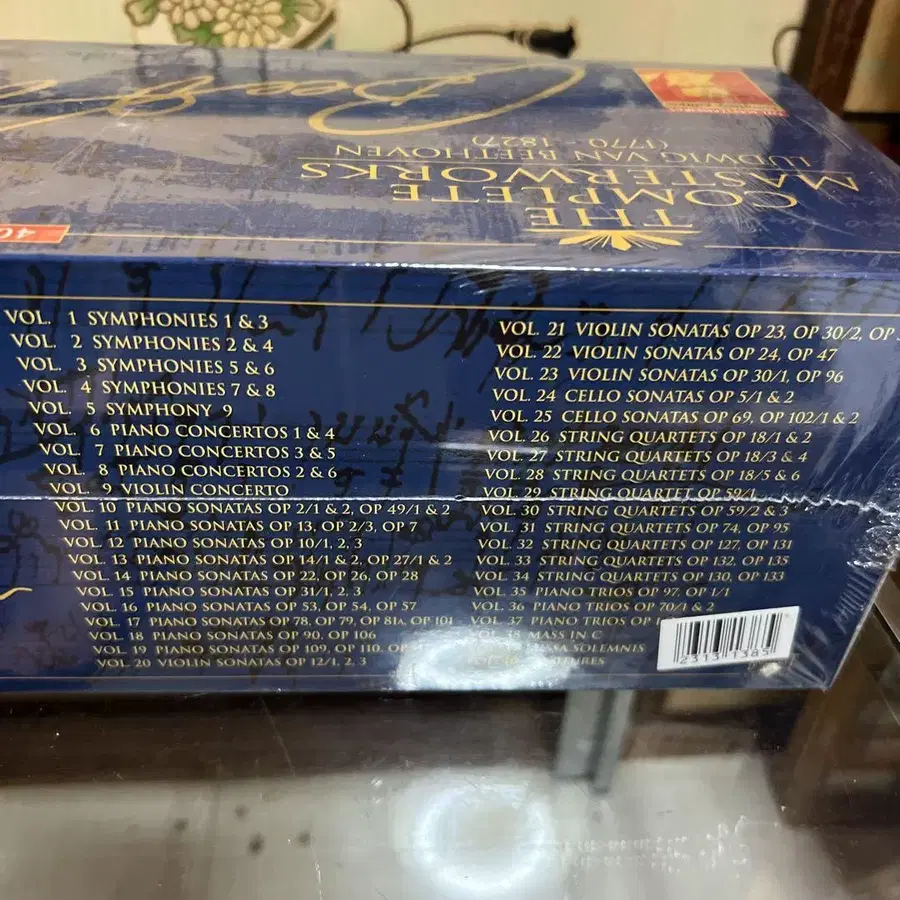 Beeth
THE
COMPLETE
MASTERWORKS
LUDWIG VAN BEETHOVEN
(1770 - 1827)
40
VOL. 1 SYMPHONIES 1 & 3
VOL. 2 SYMPHONIES 2 & 4
VOL. 3 SYMPHONIES 5 & 6
VOL. 4 SYMPHONIES 7 & 8
VOL. 5 SYMPHONY 9
VOL. 6 PIANO CONCERTOS 1 & 4
VOL. 7 PIANO CONCERTOS 3 & 5
VOL. 8 PIANO CONCERTOS 2 & 6
VOL. 9 VIOLIN CONCERTO
VOL. 10 PIANO SONATAS OP 2/1 & 2, OP 49/1 & 2
VOL. 11 PIANO SONATAS OP 13, OP 2/3, OP 7
VOL. 12 PIANO SONATAS OP 10/1, 2, 3
VOL. 13 PIANO SONATAS OP 14/1 & 2, OP 27/1 & 2
VOL. 14 PIANO SONATAS OP 22, OP 26, OP 28
VOL. 15 PIANO SONATAS OP 31/1, 2, 3
VOL. 16 PIANO SONATAS OP 53, OP 54, OP 57
VOL. 17 PIANO SONATAS OP 78, OP 79, OP 81A, OP 101
VOL. 18 PIANO SONATAS OP 90, OP 106
VOL. 19 PIANO SONATAS OP 109, OP 110, OP
VOL. 20 VIOLIN SONATAS OP 12/1, 2, 3
VOL. 21 VIOLIN SONATAS OP 23, OP 30/2, OP
VOL. 22 VIOLIN SONATAS OP 24, OP 47
VOL. 23 VIOLIN SONATAS OP 30/1, OP 96
VOL. 24 CELLO SONATAS OP 5/1 & 2
VOL. 25 CELLO SONATAS OP 69, OP 102/1 & 2
VOL. 26 STRING QUARTETS OP 18/1 & 2
VOL. 27 STRING QUARTETS OP 18/3 & 4
VOL. 28 STRING QUARTETS OP 18/5 & 6
VOL. 29 STRING QUARTET OP 59/1
VOL. 30 STRING QUARTETS OP 59/2 & 3
VOL. 31 STRING QUARTETS OP 74, OP 95
VOL. 32 STRING QUARTETS OP 127, OP 131
VOL. 33 STRING QUARTETS OP 132, OP 135
VOL. 34 STRING QUARTETS OP 130, OP 133
VOL. 35 PIANO TRIOS OP 97, OP 1/1
VOL. 36 PIANO TRIOS OP 70/1 & 2
VOL. 37 PIANO TRIOS OP
VOL. 38 MASS IN C
SOLEMNIS
23131385